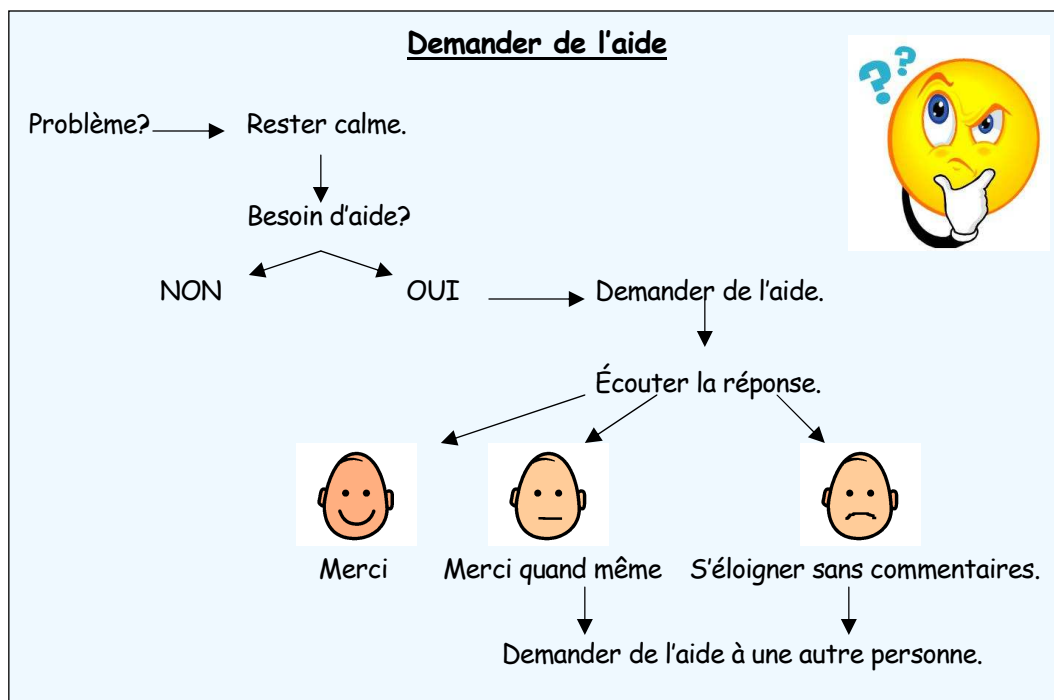 Demander de l'aide
??
Problème? Rester calme.
Besoin d'aide?
NON OUI Demander de l'aide.
Écouter la réponse.
Merci Merci quand même S'éloigner sans commentaires.
Demander de l'aide à une autre personne.